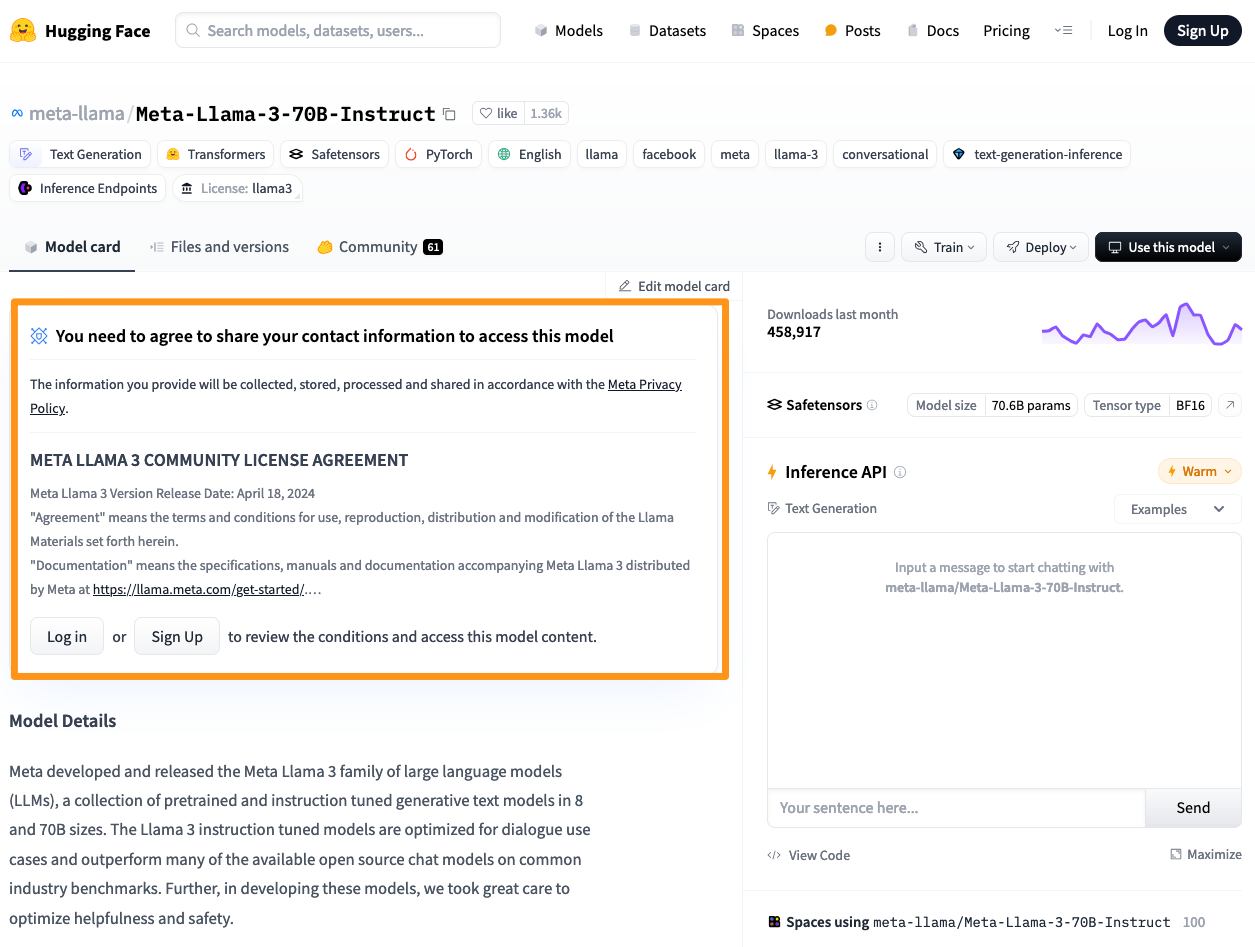 Hugging Face
Search models, datasets, users...
Models
Datasets
Spaces
Posts
Docs
Pricing
Log In
Sign Up
meta-llama/Meta-Llama-3-70B-Instruct
like 1.36k
Text Generation
Transformers
Safetensors
PyTorch
English
llama
facebook
meta
llama-3
conversational
text-generation-inference
Inference Endpoints
License: llama3
Model card
Files and versions
Community 61
Train
Deploy
Use this model
Edit model card
You need to agree to share your contact information to access this model
The information you provide will be collected, stored, processed and shared in accordance with the Meta Privacy
Policy.
META LLAMA 3 COMMUNITY LICENSE AGREEMENT
Meta Llama 3 Version Release Date: April 18, 2024
"Agreement" means the terms and conditions for use, reproduction, distribution and modification of the Llama
Materials set forth herein.
"Documentation" means the specifications, manuals and documentation accompanying Meta Llama 3 distributed
by Meta at https://llama.meta.com/get-started/.…
Log in or Sign Up to review the conditions and access this model content.
Model Details
Meta developed and released the Meta Llama 3 family of large language models
(LLMs), a collection of pretrained and instruction tuned generative text models in 8
and 70B sizes. The Llama 3 instruction tuned models are optimized for dialogue use
cases and outperform many of the available open source chat models on common
industry benchmarks. Further, in developing these models, we took great care to
optimize helpfulness and safety.
Downloads last month
458,917
Safetensors
Model size 70.6B params
Tensor type BF16
Inference API
Warm
Text Generation
Examples
Input a message to start chatting with
meta-llama/Meta-Llama-3-70B-Instruct.
Your sentence here...
Send
View Code
Maximize
Spaces using meta-llama/Meta-Llama-3-70B-Instruct 100